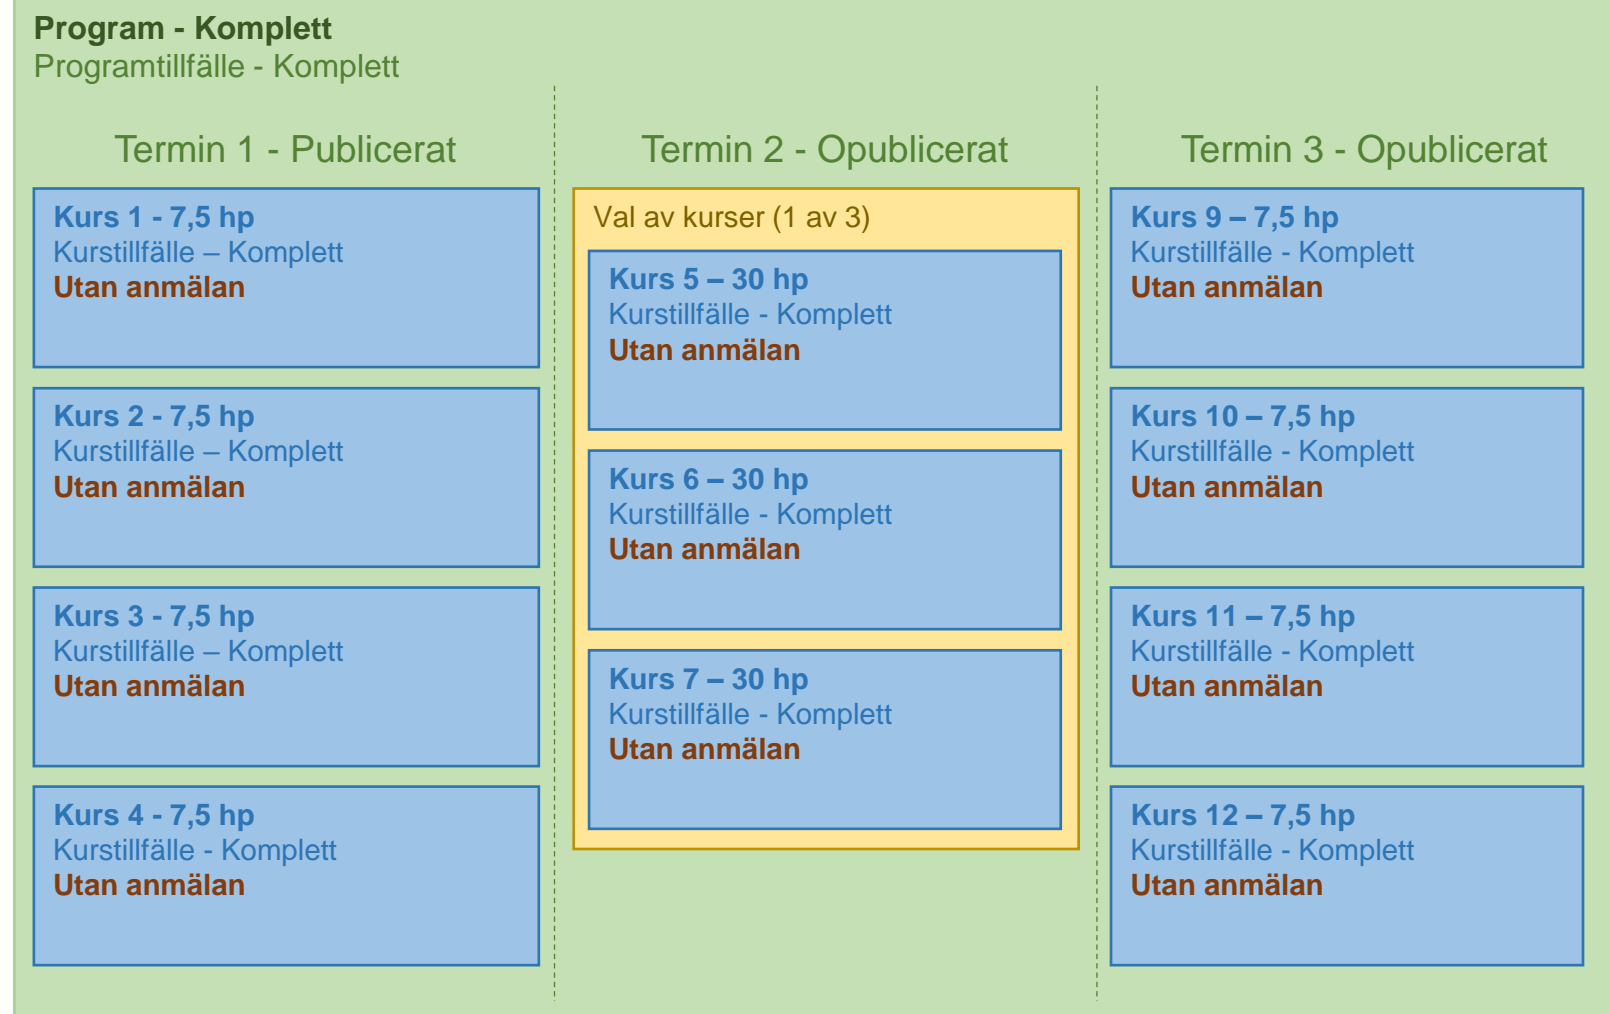 Program - Komplett
Programtillfälle - Komplett
Termin 1 - Publicerat
Kurs 1 - 7,5 hp
Kurstillfälle – Komplett
Utan anmälan
Kurs 2 - 7,5 hp
Kurstillfälle – Komplett
Utan anmälan
Kurs 3 - 7,5 hp
Kurstillfälle – Komplett
Utan anmälan
Kurs 4 - 7,5 hp
Kurstillfälle - Komplett
Utan anmälan
Termin 2 - Opublicerat
Val av kurser (1 av 3)
Kurs 5 – 30 hp
Kurstillfälle - Komplett
Utan anmälan
Kurs 6 – 30 hp
Kurstillfälle - Komplett
Utan anmälan
Kurs 7 – 30 hp
Kurstillfälle - Komplett
Utan anmälan
Termin 3 - Opublicerat
Kurs 9 – 7,5 hp
Kurstillfälle - Komplett
Utan anmälan
Kurs 10 – 7,5 hp
Kurstillfälle - Komplett
Utan anmälan
Kurs 11 – 7,5 hp
Kurstillfälle - Komplett
Utan anmälan
Kurs 12 – 7,5 hp
Kurstillfälle - Komplett
Utan anmälan